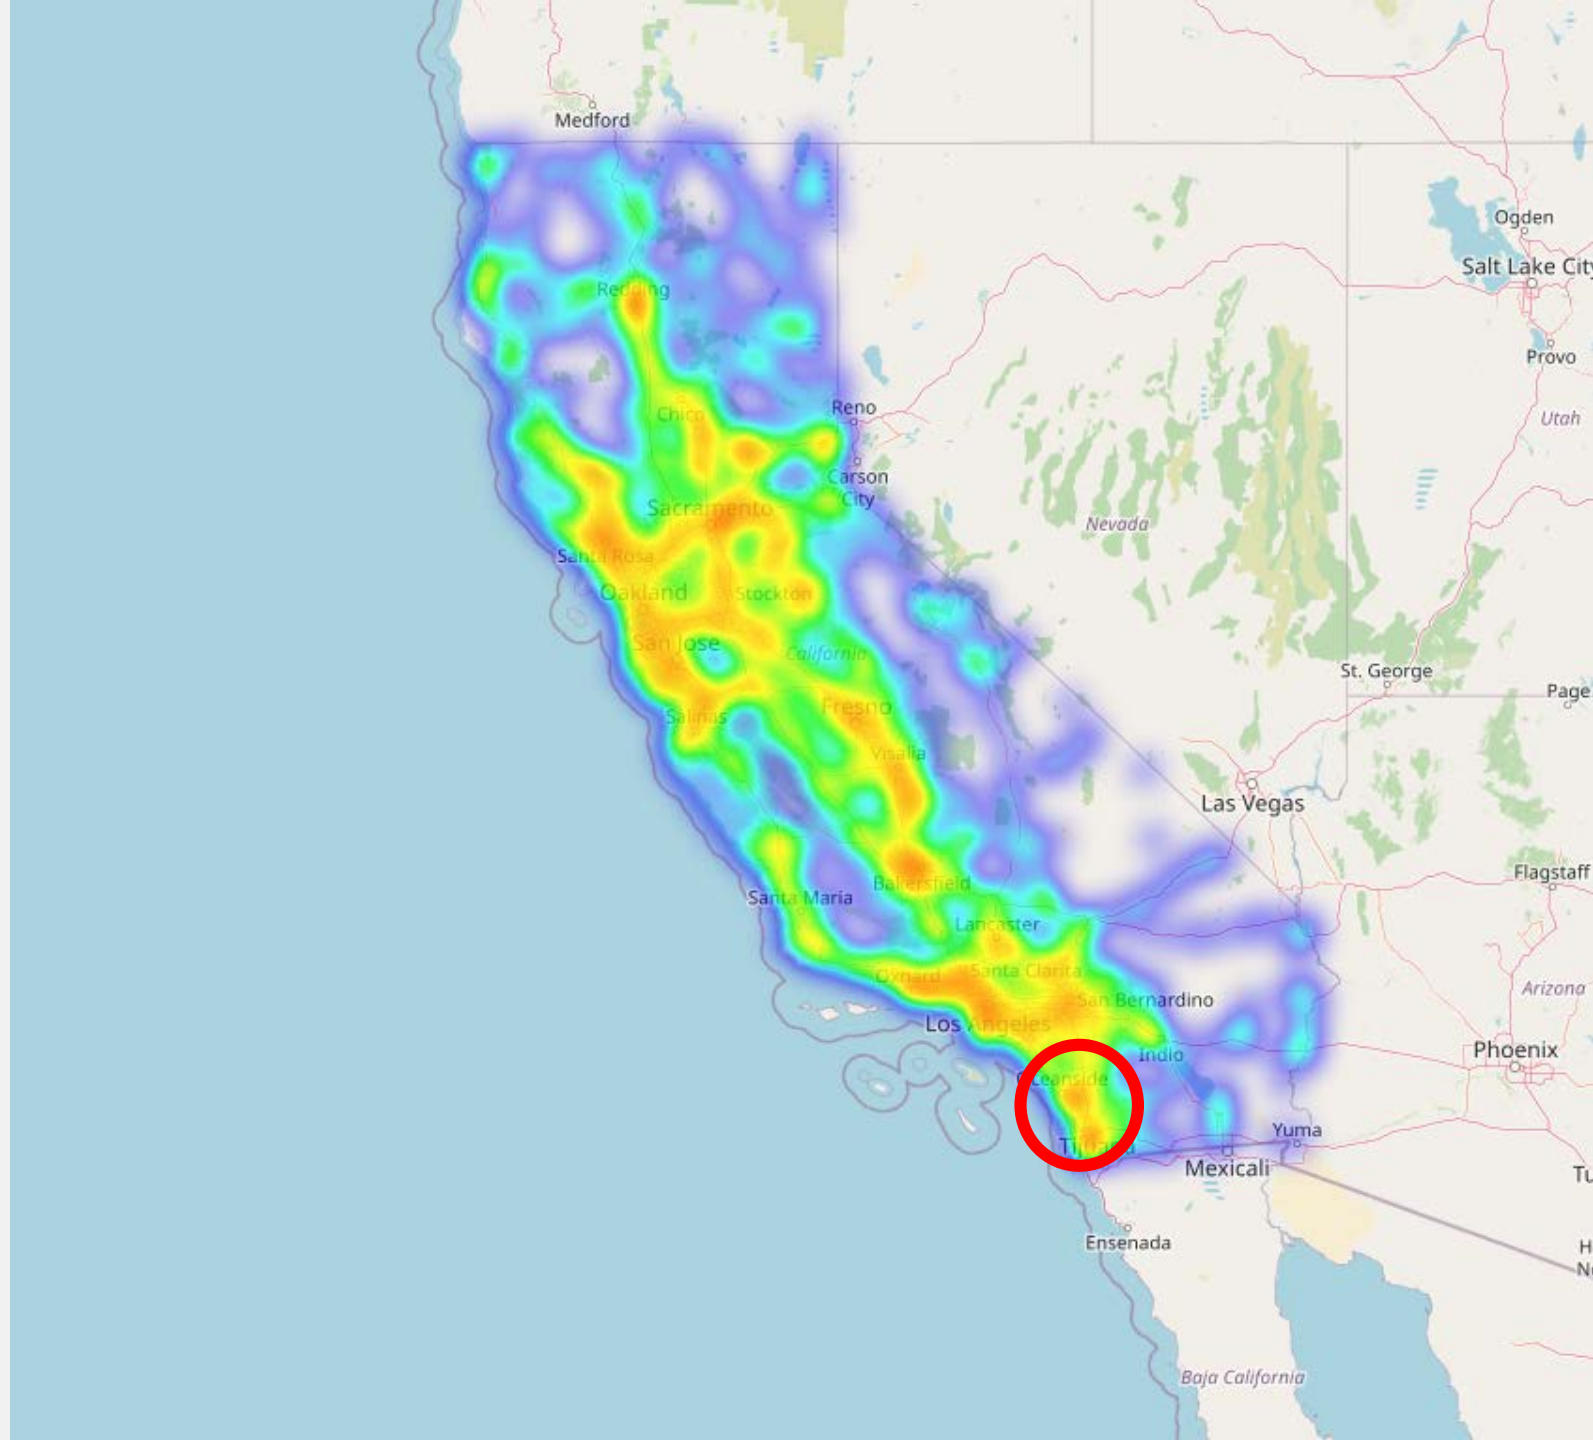 Medford
Ogden
Salt Lake City
Redding
Provo
Reno
Chico
Utah
Carson
City
Sacramento
Nevada
Santa Rosa
Oakland
Stockton
San Jose
California
St. George
Page
Salinas
Fresno
Visalia
Las Vegas
Flagstaff
Bakersfield
Santa Maria
Lancaster
Oxnard
Santa Clarita
Arizona
San Bernardino
Los Angeles
Phoenix
Indio
Oceanside
Yuma
Tijuana
Mexicali
Tu
Ensenada
H
N
Baja California